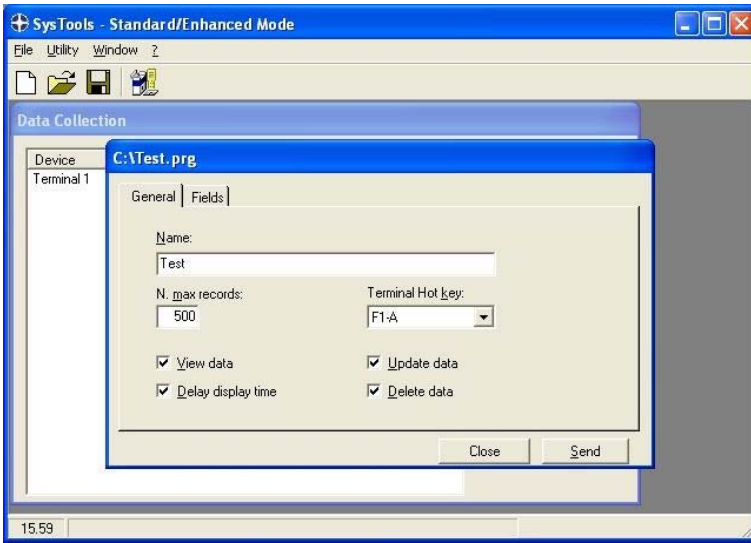 SysTools - Standard/Enhanced Mode
File Utility Window ?
Data Collection
Device
Terminal 1
C:\Test.prg
General Fields
Name:
Test
N. max records: Terminal Hot key:
500 F1-A
View data Update data
Delay display time Delete data
Close Send
15.59